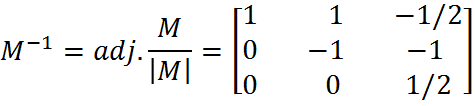 M⁻¹ = adj. M/|M| = [1 1 −1/2
0 −1 −1
0 0 1/2]